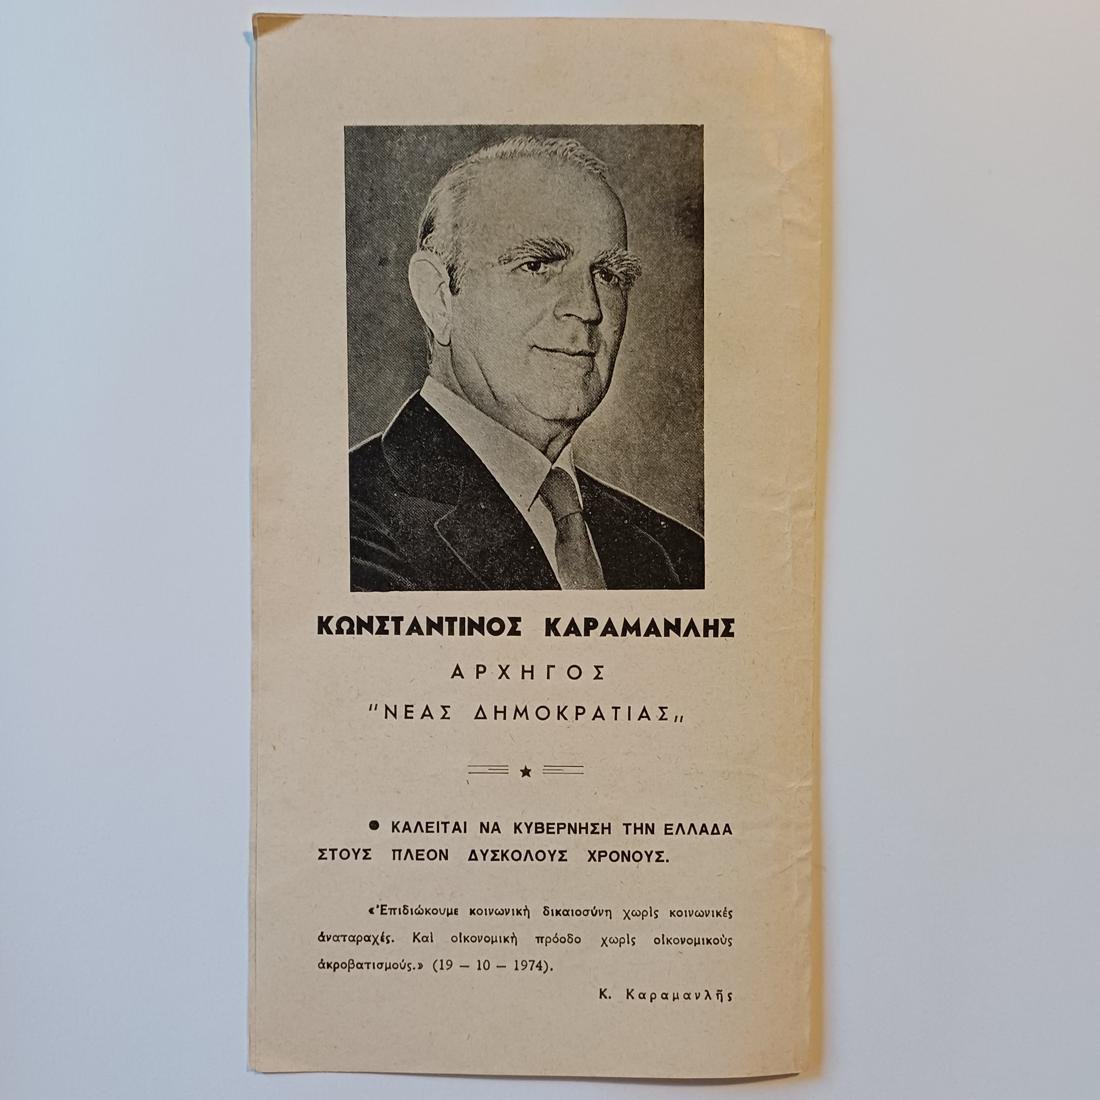 ΚΩΝΣΤΑΝΤΙΝΟΣ ΚΑΡΑΜΑΝΛΗΣ
ΑΡΧΗΓΟΣ
"ΝΕΑΣ ΔΗΜΟΚΡΑΤΙΑΣ„
● ΚΑΛΕΙΤΑΙ ΝΑ ΚΥΒΕΡΝΗΣΗ ΤΗΝ ΕΛΛΑΔΑ
ΣΤΟΥΣ ΠΛΕΟΝ ΔΥΣΚΟΛΟΥΣ ΧΡΟΝΟΥΣ.
«Ἐπιδιώκουμε κοινωνικὴ δικαιοσύνη χωρὶς κοινωνικές
ἀναταραχές. Καὶ οἰκονομικὴ πρόοδο χωρὶς οἰκονομικοὺς
ἀκροβατισμούς.» (19 – 10 – 1974).
Κ. Καραμανλῆς